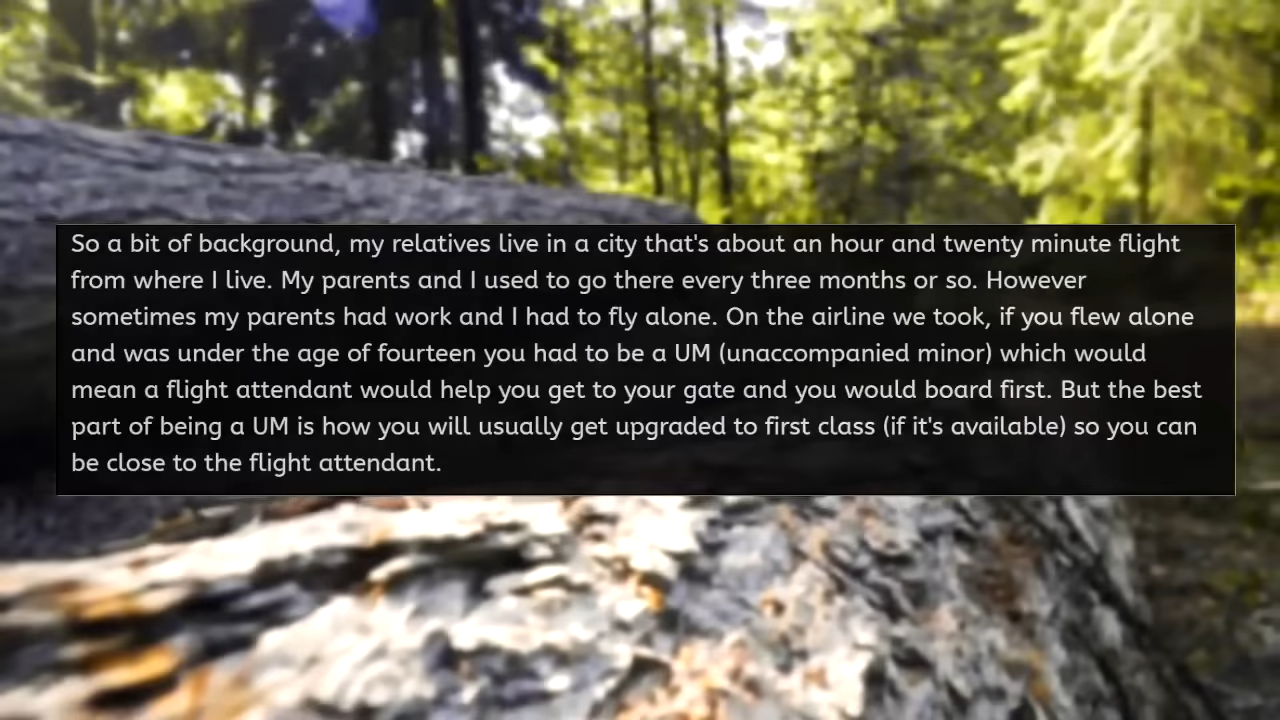 So a bit of background, my relatives live in a city that's about an hour and twenty minute flight
from where I live. My parents and I used to go there every three months or so. However
sometimes my parents had work and I had to fly alone. On the airline we took, if you flew alone
and was under the age of fourteen you had to be a UM (unaccompanied minor) which would
mean a flight attendant would help you get to your gate and you would board first. But the best
part of being a UM is how you will usually get upgraded to first class (if it's available) so you can
be close to the flight attendant.